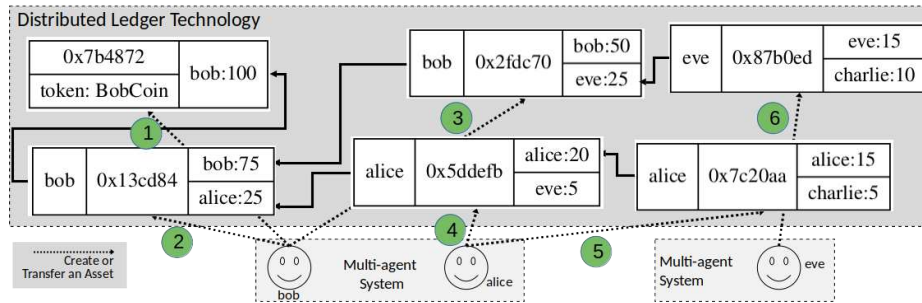 Distributed Ledger Technology
0x7b4872
token: BobCoin
bob:100
bob
0x2fdc70
bob:50
eve:25
eve
0x87b0ed
eve:15
charlie:10
1
3
6
bob
0x13cd84
bob:75
alice:25
alice
0x5ddefb
alice:20
eve:5
alice
0x7c20aa
alice:15
charlie:5
2
4
5
Create or
Transfer an Asset
Multi-agent
System
bob
alice
Multi-agent
System
eve